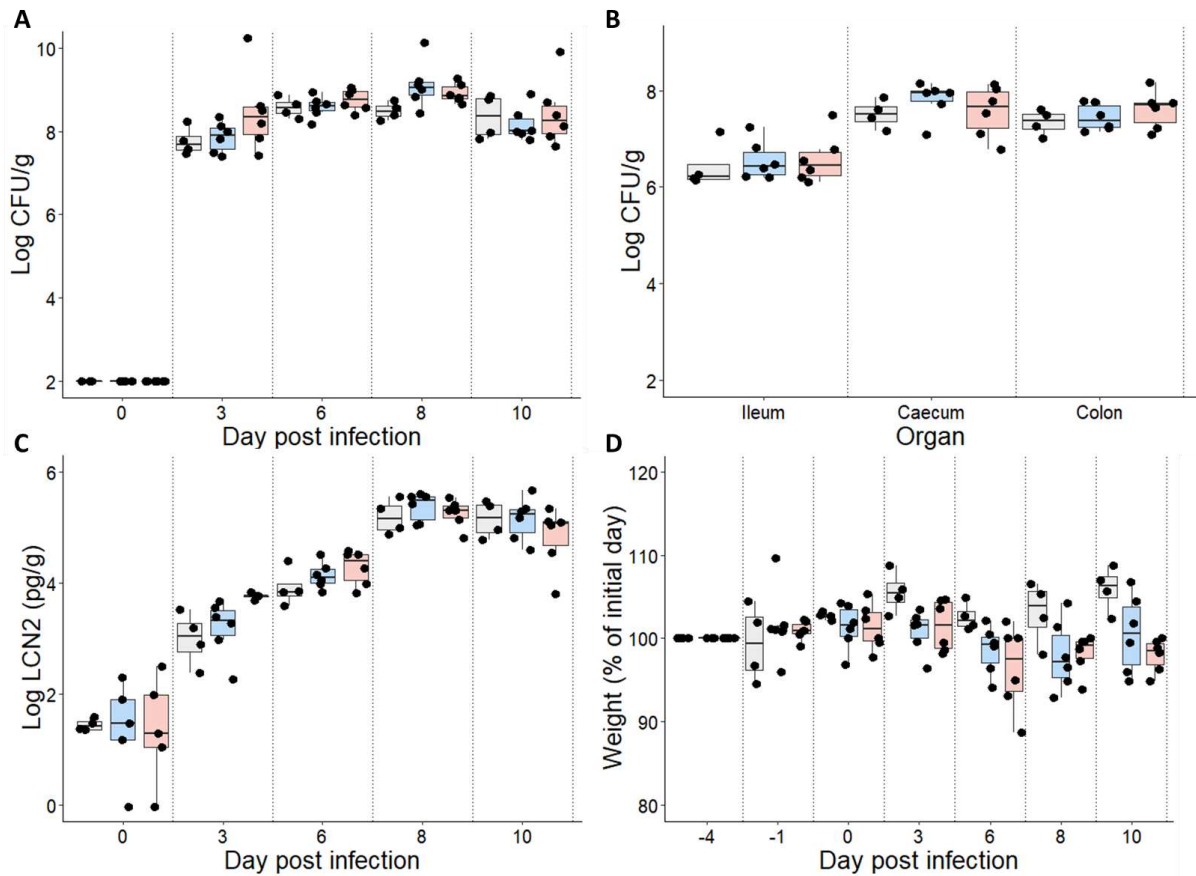 A
Log CFU/g
10
8
6
4
2
0 3 6 8 10
Day post infection
B
Log CFU/g
8
6
4
2
Ileum Caecum Colon
Organ
C
Log LCN2 (pg/g)
6
4
2
0
0 3 6 8 10
Day post infection
D
Weight (% of initial day)
120
110
100
90
80
-4 -1 0 3 6 8 10
Day post infection